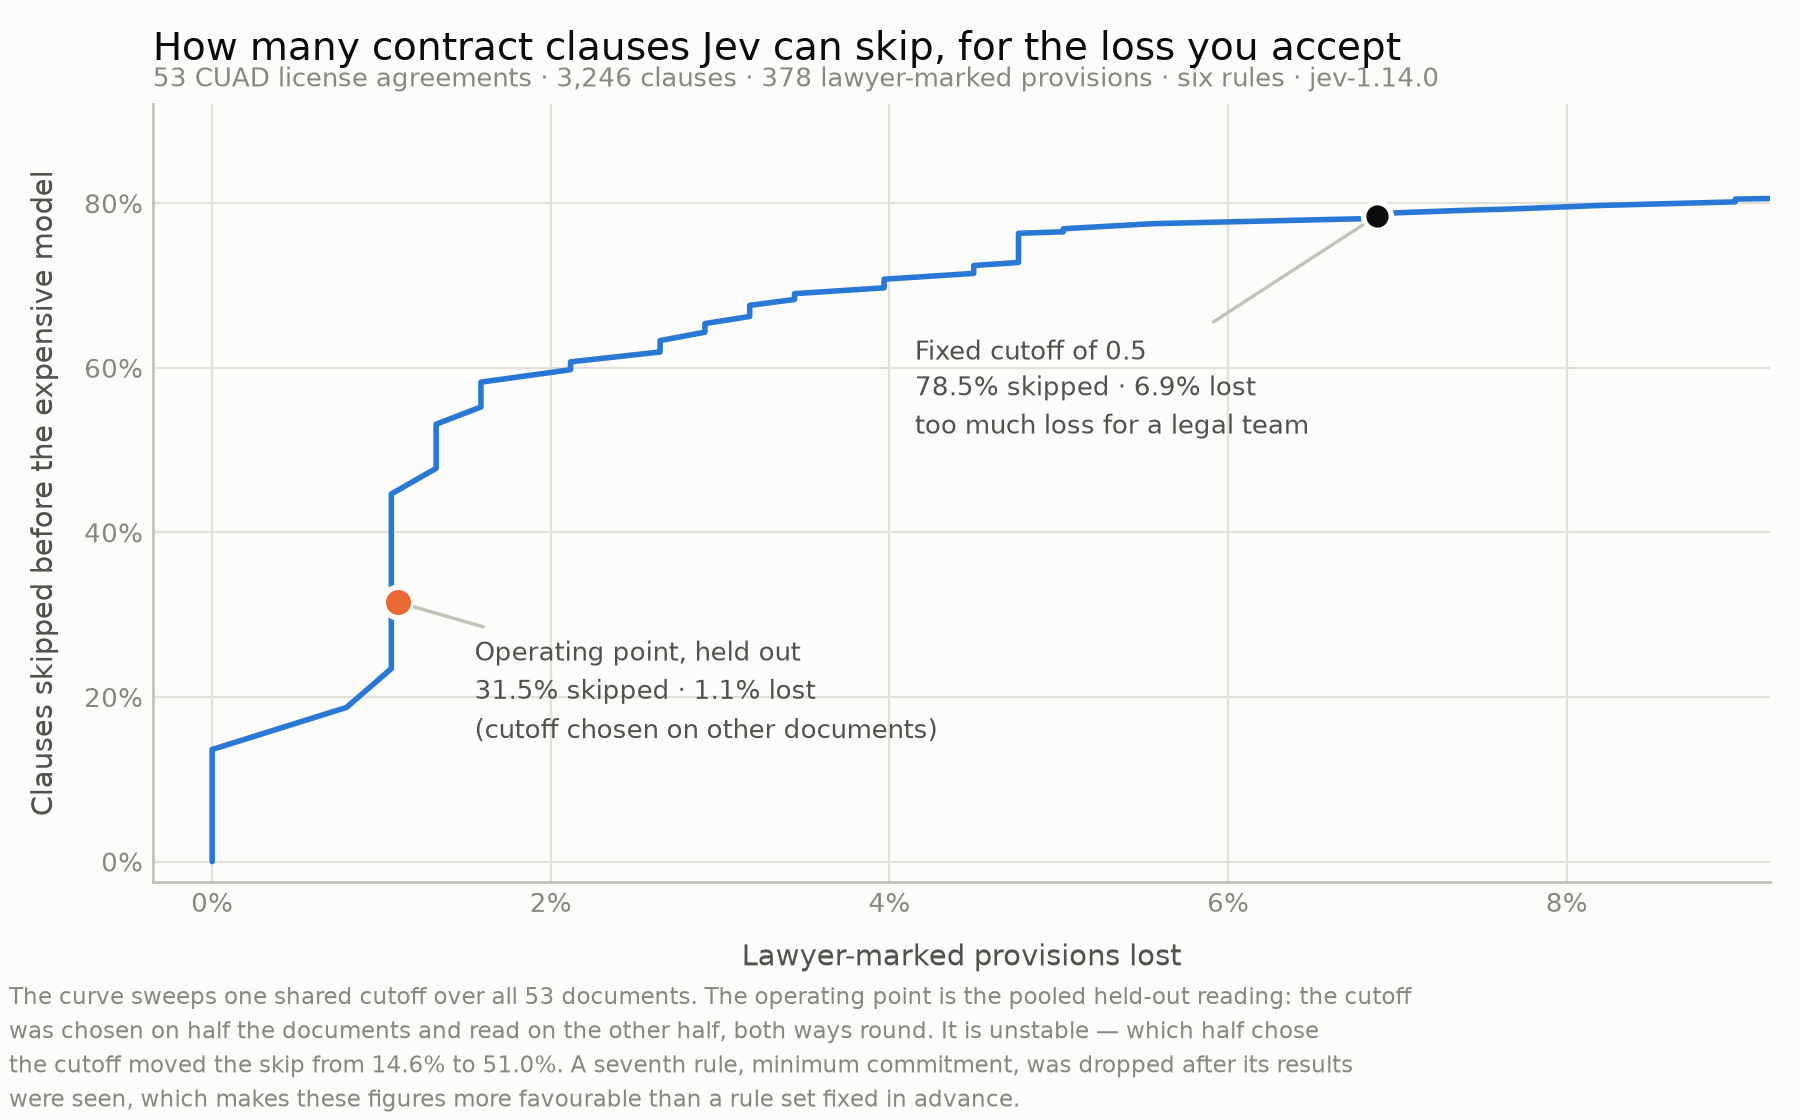 How many contract clauses Jev can skip, for the loss you accept
53 CUAD license agreements · 3,246 clauses · 378 lawyer-marked provisions · six rules · jev-1.14.0
Clauses skipped before the expensive model
80%
60%
40%
20%
0%
Fixed cutoff of 0.5
78.5% skipped · 6.9% lost
too much loss for a legal team
Operating point, held out
31.5% skipped · 1.1% lost
(cutoff chosen on other documents)
0%
2%
4%
6%
8%
Lawyer-marked provisions lost
The curve sweeps one shared cutoff over all 53 documents. The operating point is the pooled held-out reading: the cutoff
was chosen on half the documents and read on the other half, both ways round. It is unstable — which half chose
the cutoff moved the skip from 14.6% to 51.0%. A seventh rule, minimum commitment, was dropped after its results
were seen, which makes these figures more favourable than a rule set fixed in advance.